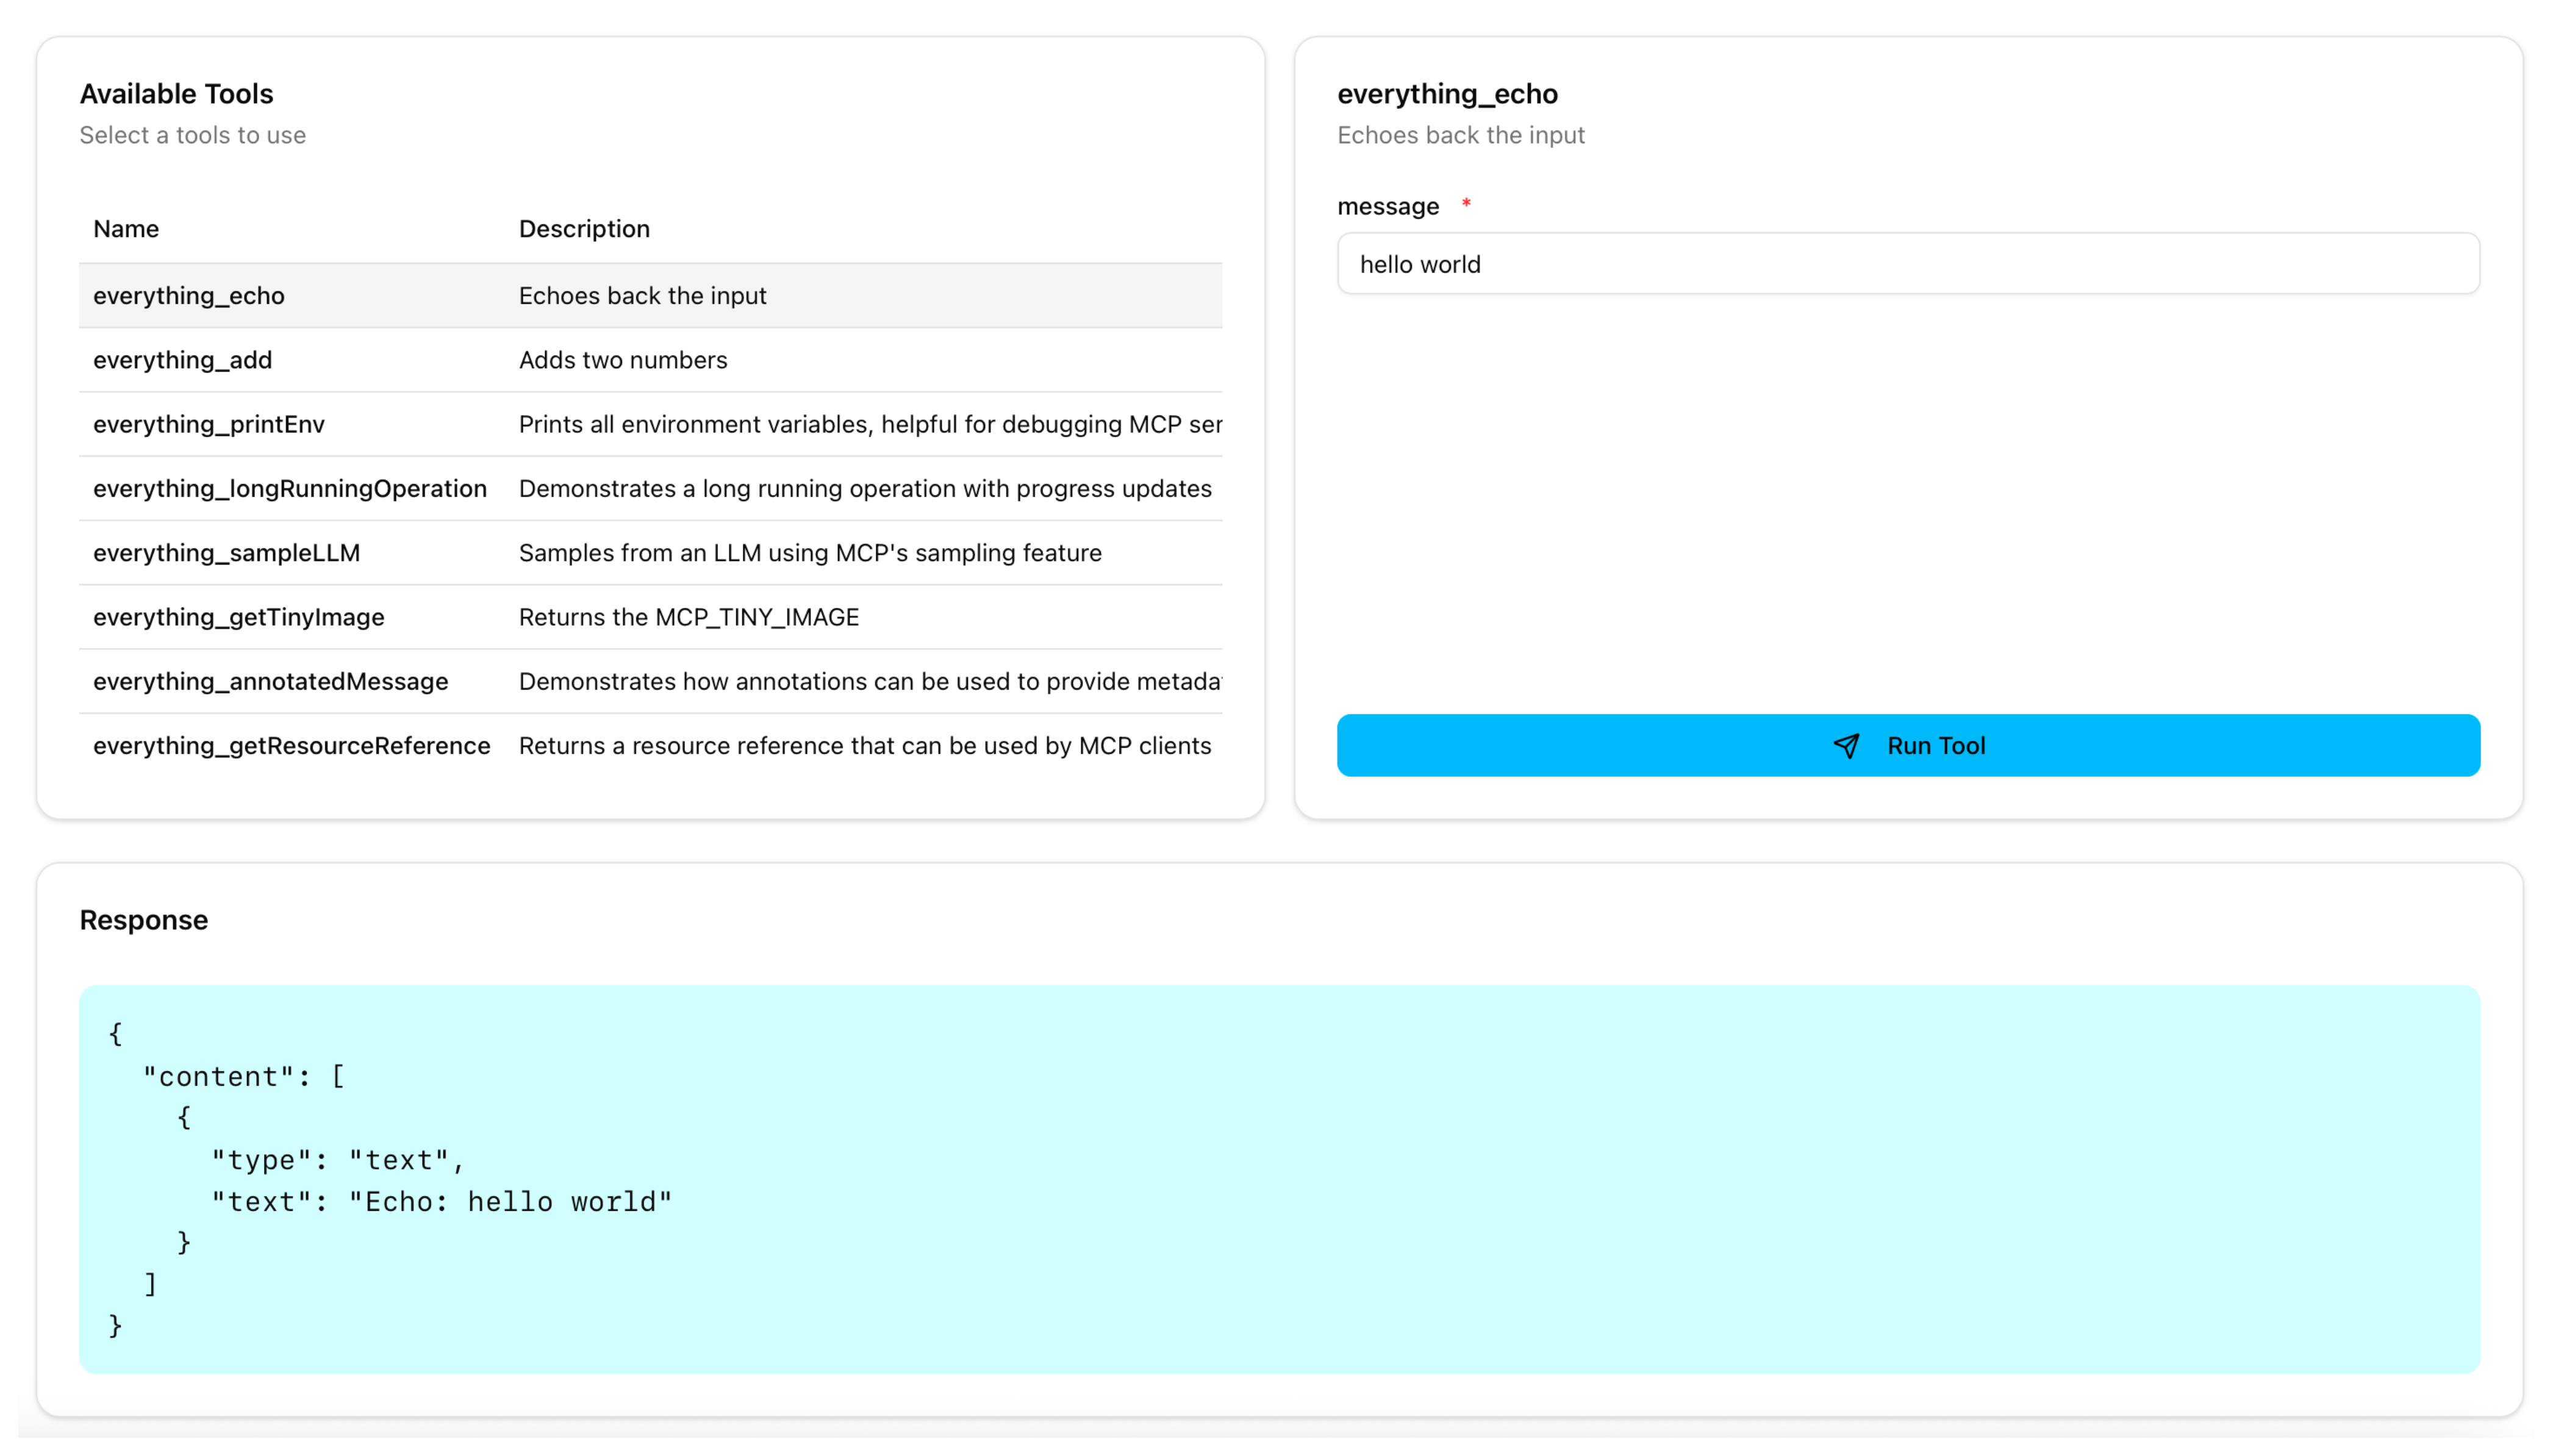 Available Tools
Select a tools to use
Name Description
everything_echo Echoes back the input
everything_add Adds two numbers
everything_printEnv Prints all environment variables, helpful for debugging MCP ser
everything_longRunningOperation Demonstrates a long running operation with progress updates
everything_sampleLLM Samples from an LLM using MCP's sampling feature
everything_getTinyImage Returns the MCP_TINY_IMAGE
everything_annotatedMessage Demonstrates how annotations can be used to provide metada
everything_getResourceReference Returns a resource reference that can be used by MCP clients
everything_echo
Echoes back the input
message *
hello world
Run Tool
Response
{
  "content": [
    {
      "type": "text",
      "text": "Echo: hello world"
    }
  ]
}